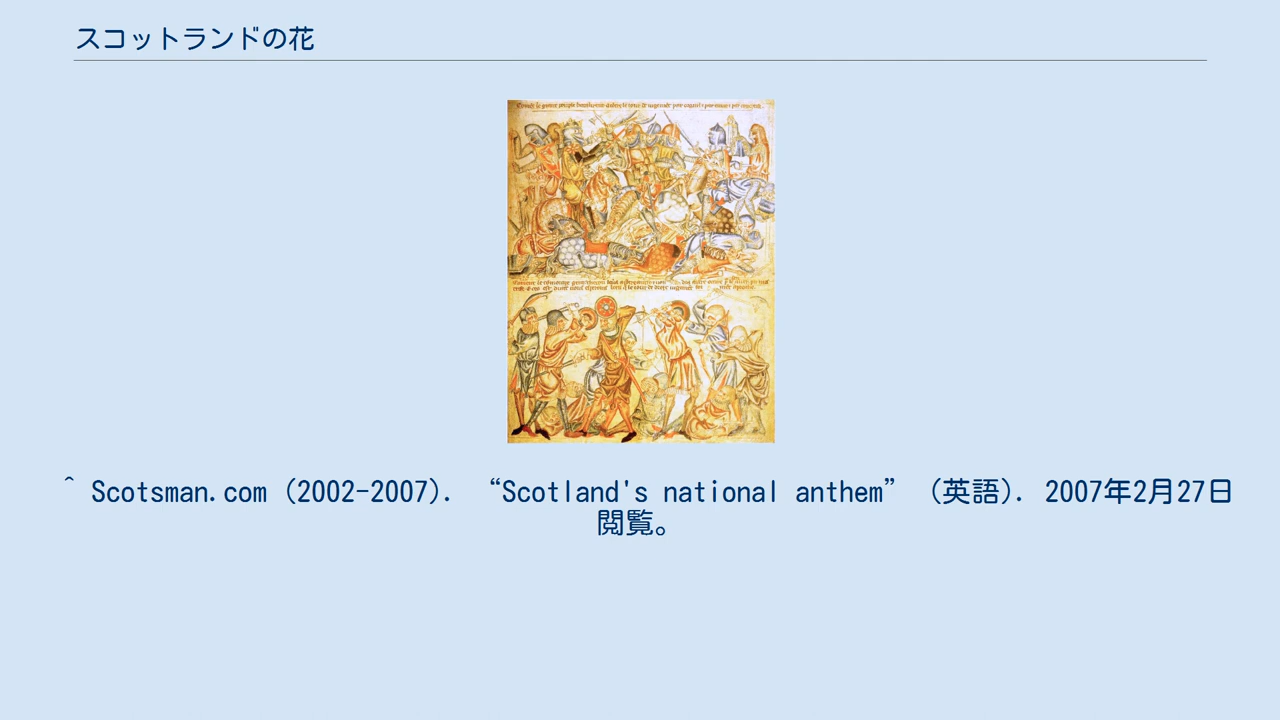 スコットランドの花
^ Scotsman.com (2002-2007). “Scotland's national anthem” (英語). 2007年2月27日
閲覧。